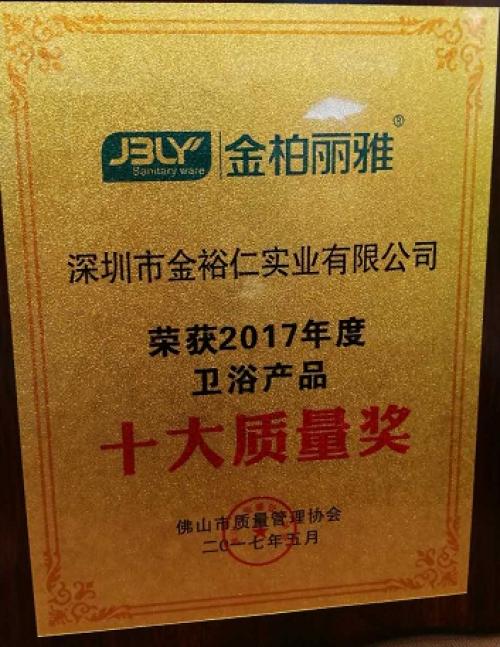 JBLY
Sanitary ware
金柏丽雅®
深圳市金裕仁实业有限公司
荣获2017年度
卫浴产品
十大质量奖
佛山市质量管理协会
二〇一七年五月